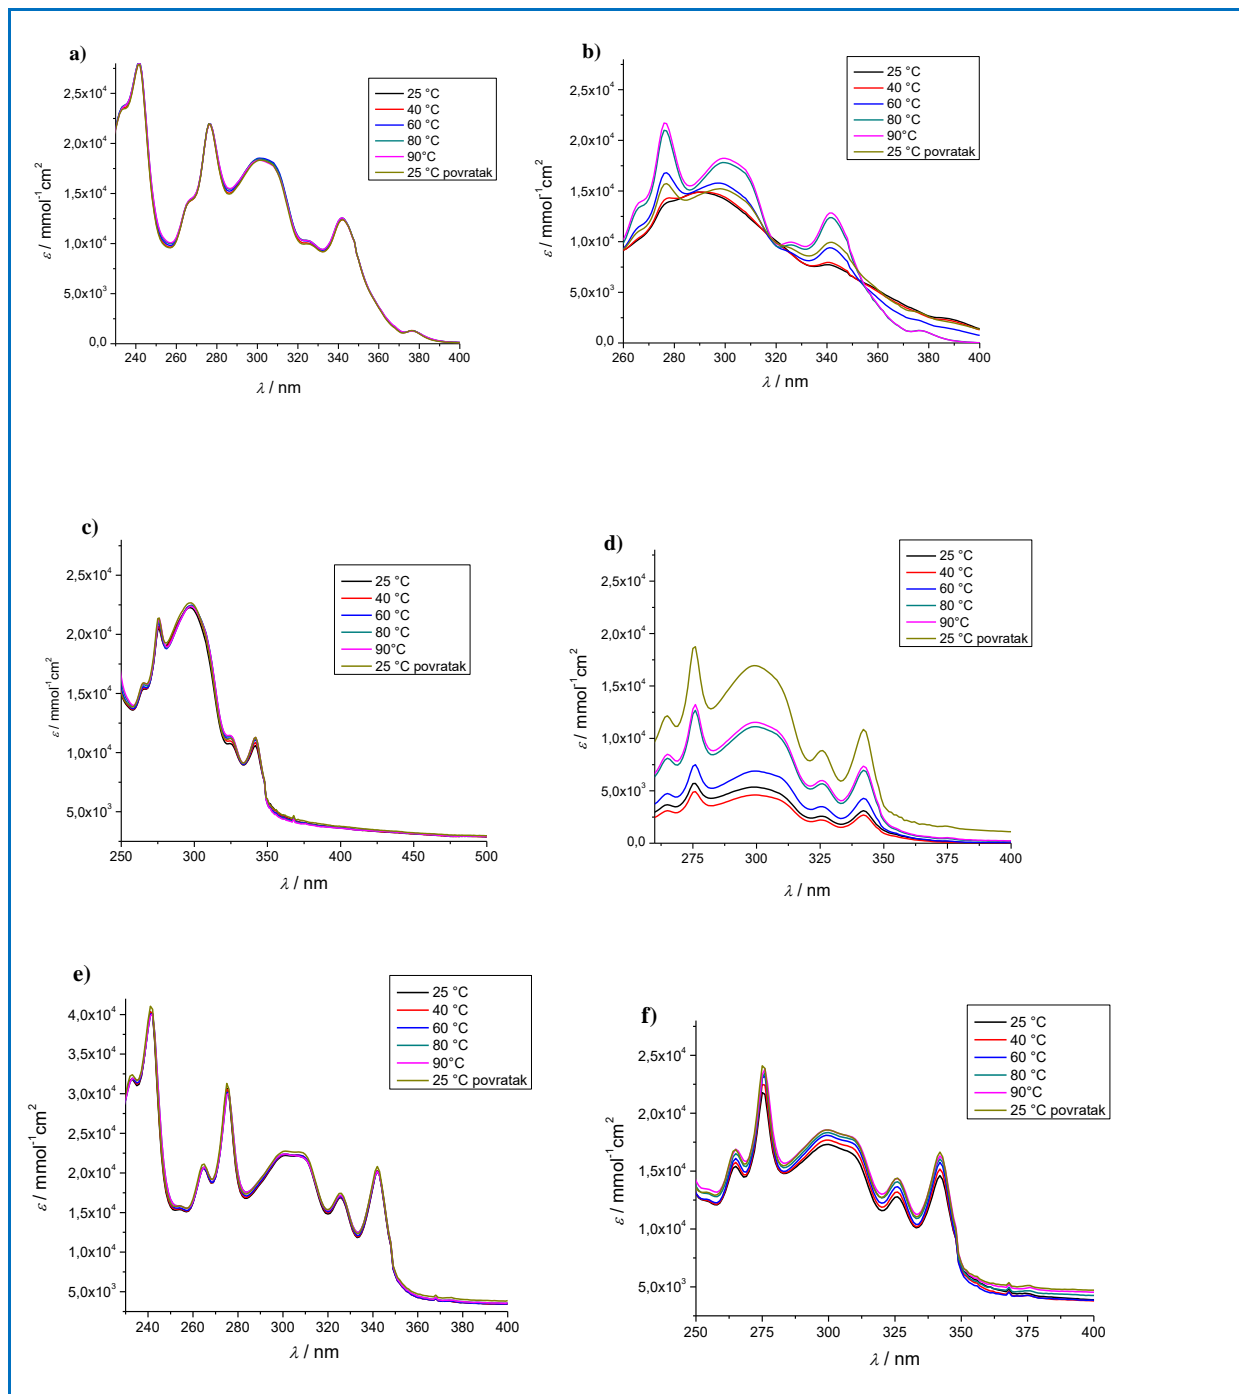 a)
25 °C
40 °C
60 °C
80 °C
90°C
25 °C povratak
ε / mmol⁻¹cm²
2,5x10⁴
2,0x10⁴
1,5x10⁴
1,0x10⁴
5,0x10³
0,0
240 260 280 300 320 340 360 380 400
λ / nm
b)
25 °C
40 °C
60 °C
80 °C
90°C
25 °C povratak
ε / mmol⁻¹cm²
2,5x10⁴
2,0x10⁴
1,5x10⁴
1,0x10⁴
5,0x10³
0,0
260 280 300 320 340 360 380 400
λ / nm
c)
25 °C
40 °C
60 °C
80 °C
90°C
25 °C povratak
ε / mmol⁻¹cm²
2,5x10⁴
2,0x10⁴
1,5x10⁴
1,0x10⁴
5,0x10³
250 300 350 400 450 500
λ / nm
d)
25 °C
40 °C
60 °C
80 °C
90°C
25 °C povratak
ε / mmol⁻¹cm²
2,5x10⁴
2,0x10⁴
1,5x10⁴
1,0x10⁴
5,0x10³
0,0
275 300 325 350 375 400
λ / nm
e)
25 °C
40 °C
60 °C
80 °C
90°C
25 °C povratak
ε / mmol⁻¹cm²
4,0x10⁴
3,0x10⁴
2,0x10⁴
1,0x10⁴
5,0x10³
240 260 280 300 320 340 360 380 400
λ / nm
f)
25 °C
40 °C
60 °C
80 °C
90°C
25 °C povratak
ε / mmol⁻¹cm²
2,5x10⁴
2,0x10⁴
1,5x10⁴
1,0x10⁴
5,0x10³
250 275 300 325 350 375 400
λ / nm